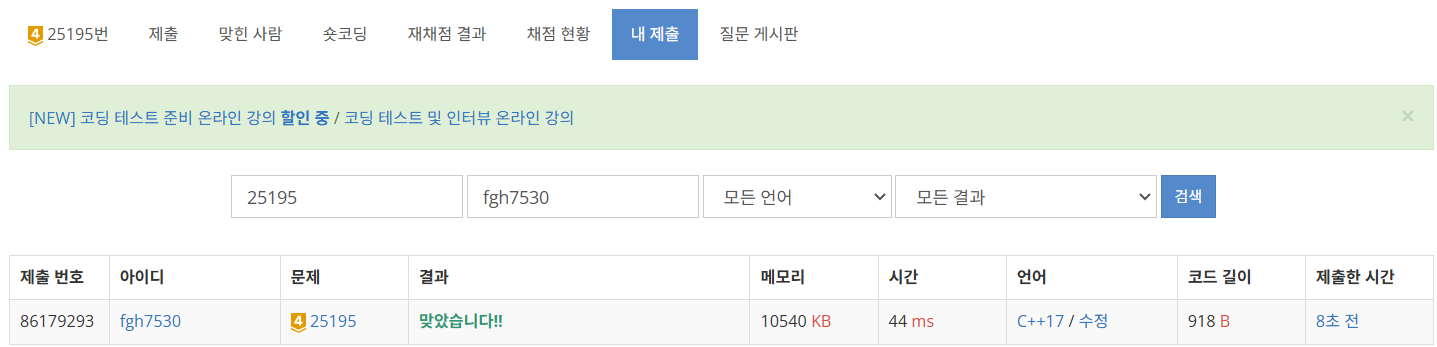 4 25195번 제출 맞힌 사람 숏코딩 재채점 결과 채점 현황 내 제출 질문 게시판
[NEW] 코딩 테스트 준비 온라인 강의 할인 중 / 코딩 테스트 및 인터뷰 온라인 강의 ×
25195 fgh7530 모든 언어 모든 결과 검색
제출 번호 아이디 문제 결과 메모리 시간 언어 코드 길이 제출한 시간
86179293 fgh7530 4 25195 맞았습니다!! 10540 KB 44 ms C++17 / 수정 918 B 8초 전